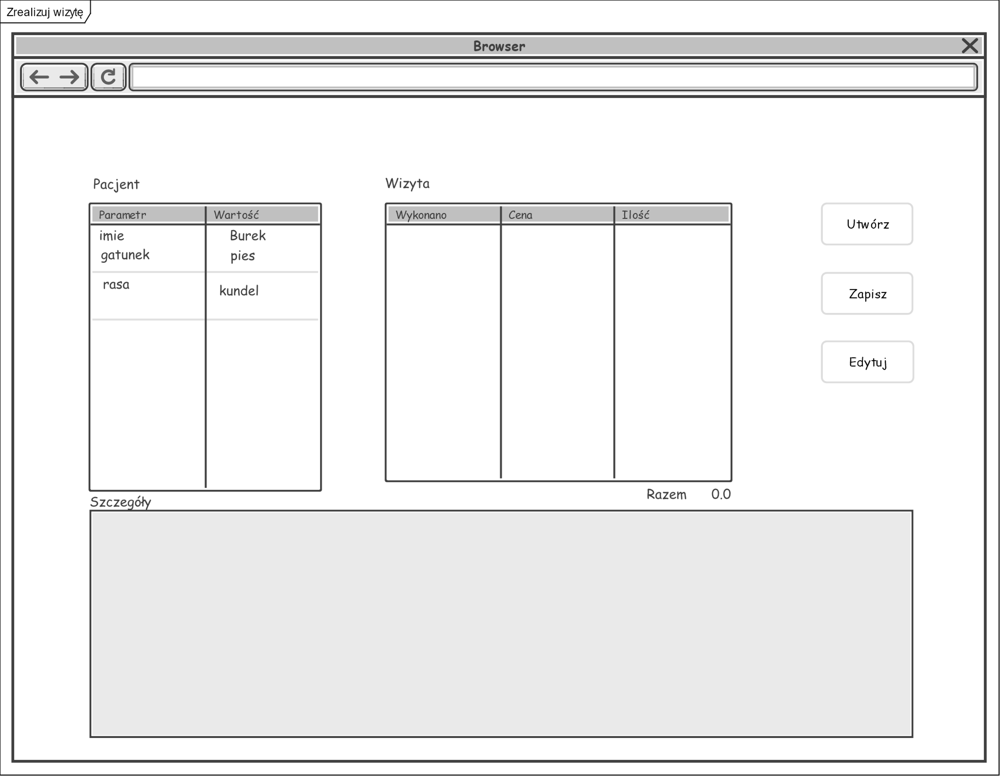 Zrealizuj wizytę
Browser
Pacjent
Wizyta
Parametr Wartość
Wykonano Cena Ilość
imie Burek
gatunek pies
rasa kundel
Utwórz
Zapisz
Edytuj
Razem 0.0
Szczegóły